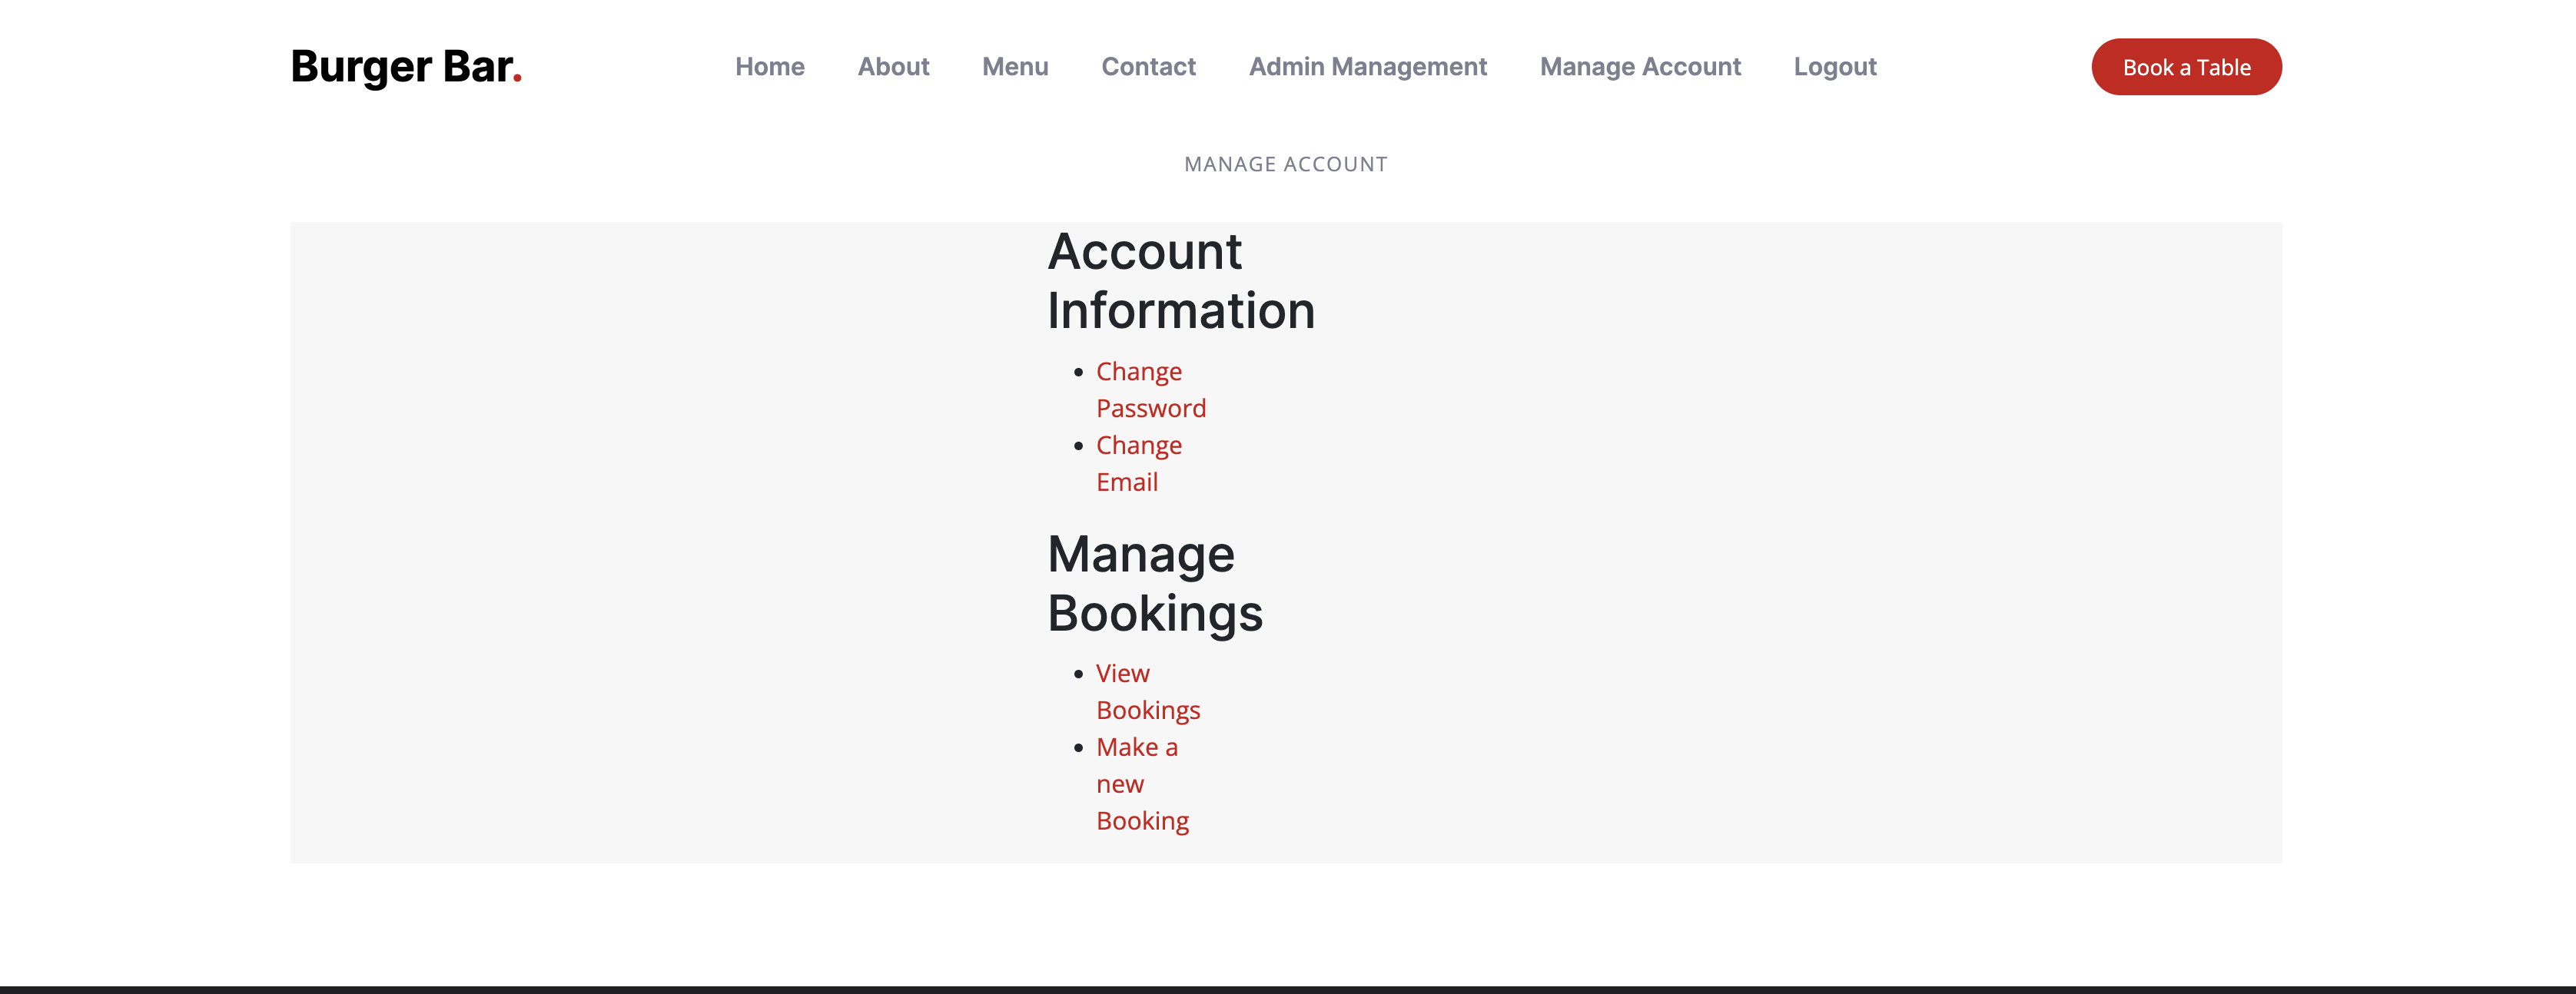 Burger Bar.
Home About Menu Contact Admin Management Manage Account Logout Book a Table
MANAGE ACCOUNT
Account
Information
Change
Password
Change
Email
Manage
Bookings
View
Bookings
Make a
new
Booking